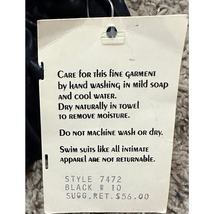 Care for this fine garment
by hand washing in mild soap
and cool water.
Dry naturally in towel
to remove moisture.
Do not machine wash or dry.
Swim suits like all intimate
apparel are not returnable.
STYLE 7472
BLACK # 10
SUGG.RET.$56.00